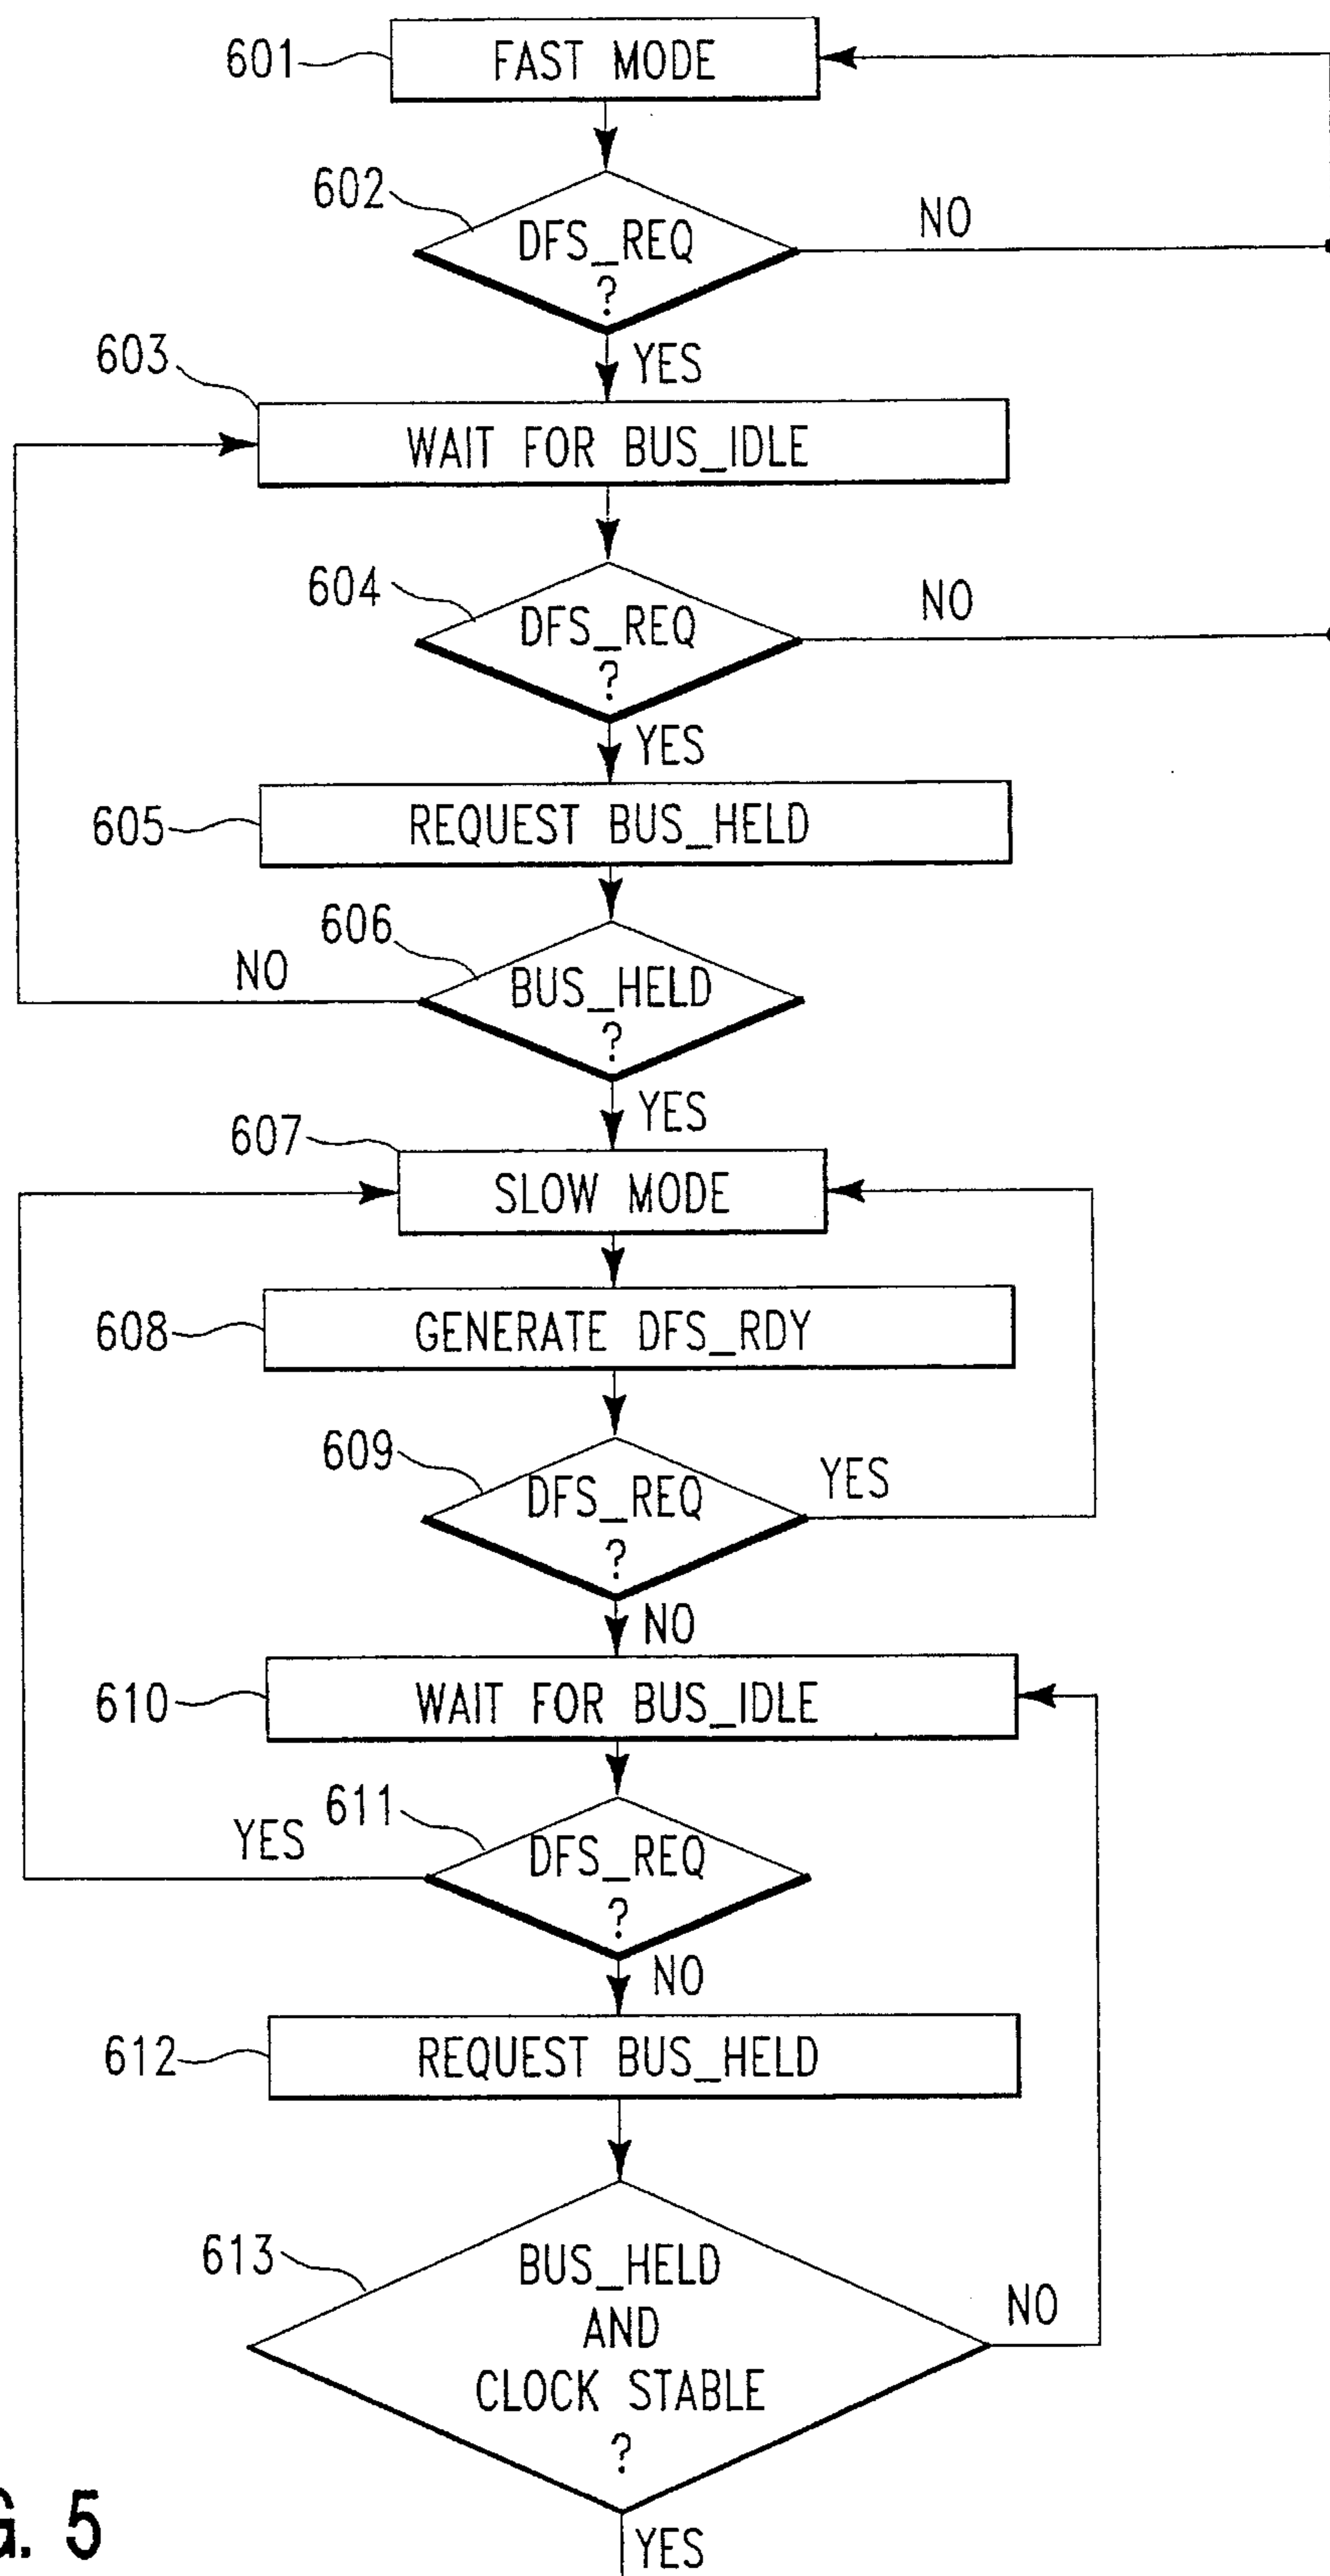 601
FAST MODE
602
DFS_REQ
?
NO
YES
603
WAIT FOR BUS_IDLE
604
DFS_REQ
?
NO
YES
605
REQUEST BUS_HELD
606
BUS_HELD
?
NO
YES
607
SLOW MODE
608
GENERATE DFS_RDY
609
DFS_REQ
?
YES
NO
610
WAIT FOR BUS_IDLE
611
DFS_REQ
?
YES
NO
612
REQUEST BUS_HELD
613
BUS_HELD
AND
CLOCK STABLE
?
NO
YES
G. 5